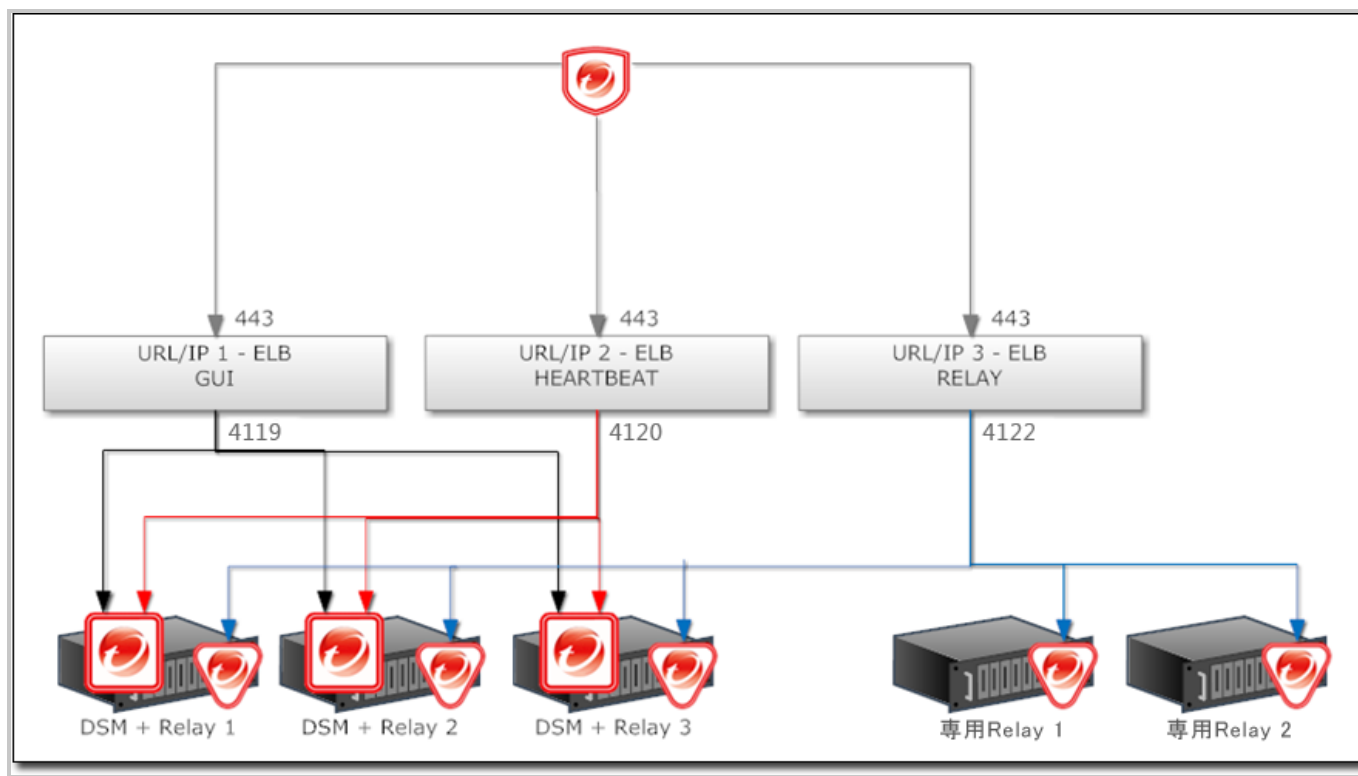 443
443
443
URL/IP 1 - ELB
GUI
URL/IP 2 - ELB
HEARTBEAT
URL/IP 3 - ELB
RELAY
4119
4120
4122
DSM + Relay 1
DSM + Relay 2
DSM + Relay 3
専用Relay 1
専用Relay 2